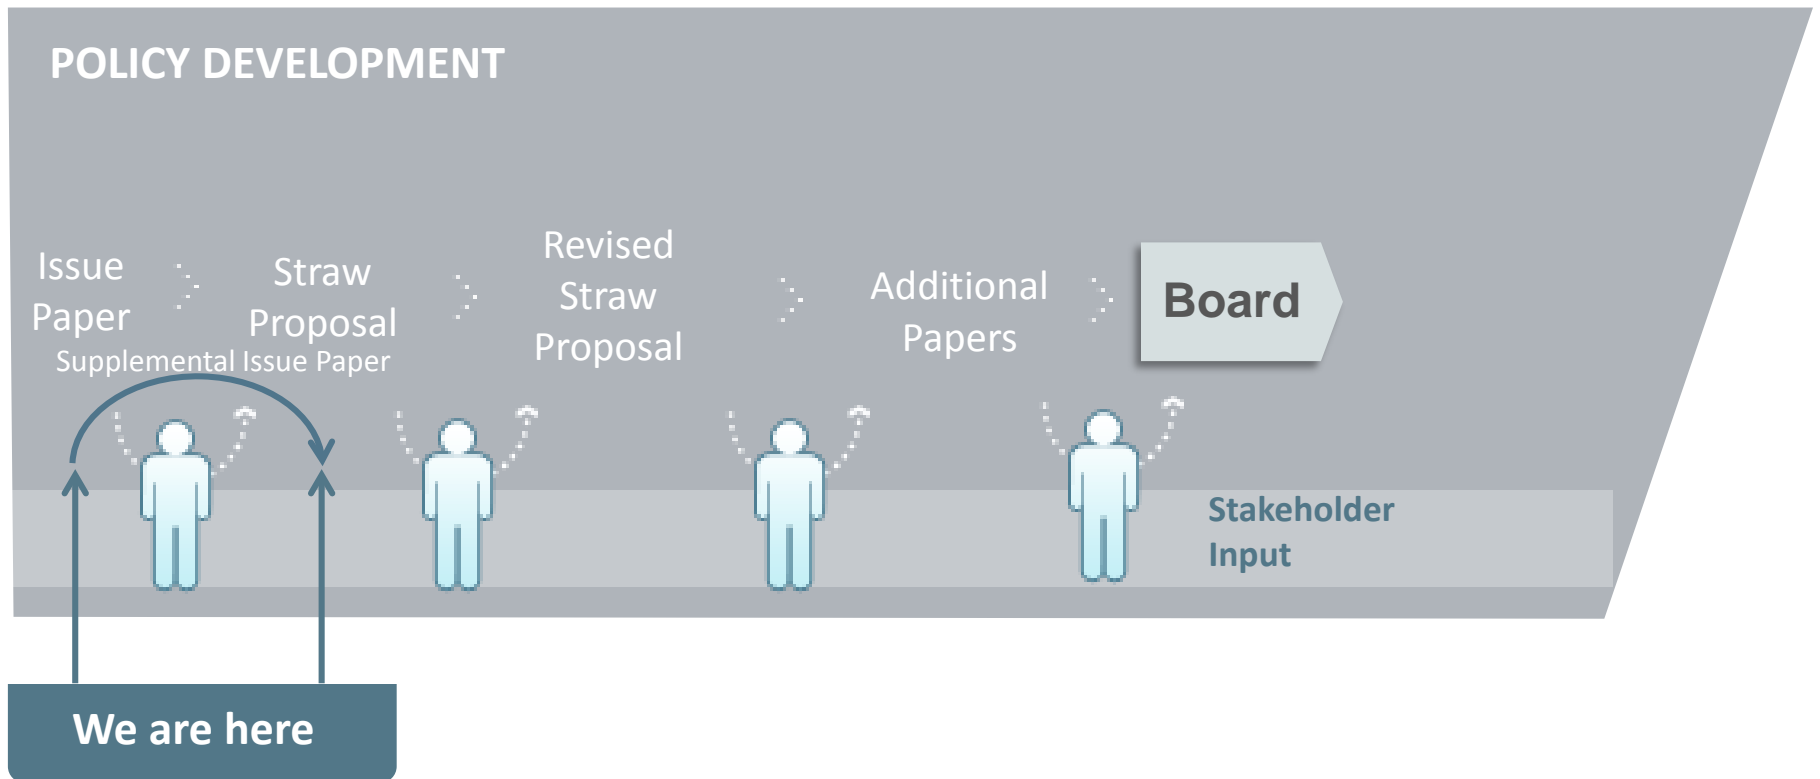 POLICY DEVELOPMENT
Issue
Paper
Straw
Proposal
Supplemental Issue Paper
Revised
Straw
Proposal
Additional
Papers
Board
Stakeholder
Input
We are here